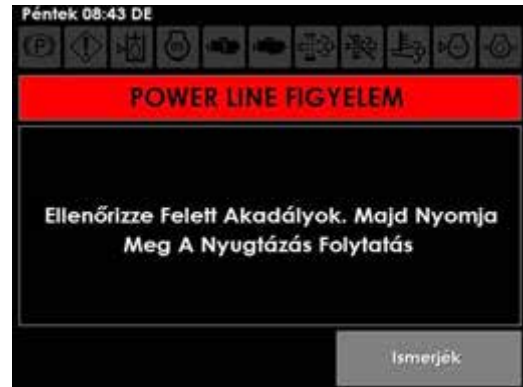 Péntek 08:43 DE
POWER LINE FIGYELEM
Ellenőrizze Felett Akadályok. Majd Nyomja
Meg A Nyugtázás Folytatás
Ismerjék